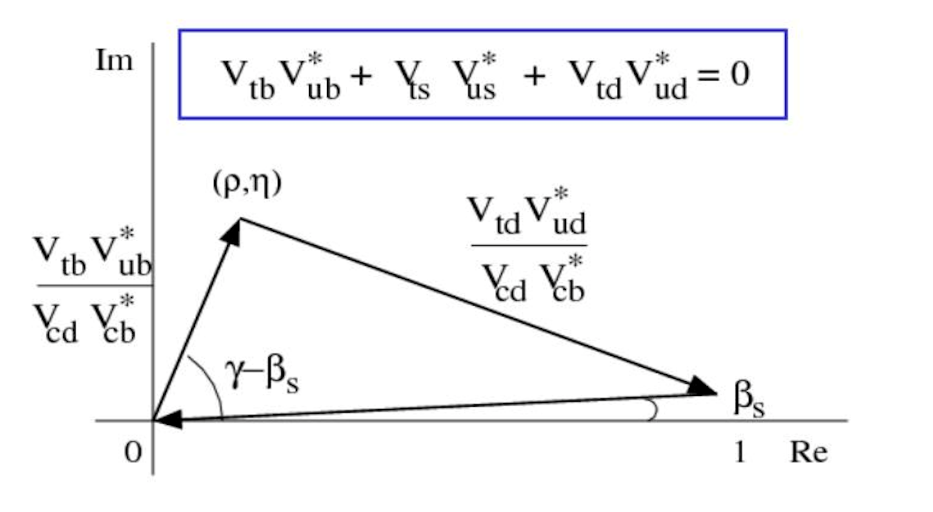 Im
V_tb V*_ub + V_ts V*_us + V_td V*_ud = 0
(ρ,η)
V_td V*_ud
V_cd V*_cb
V_tb V*_ub
V_cd V*_cb
γ–β_s
β_s
0
1
Re